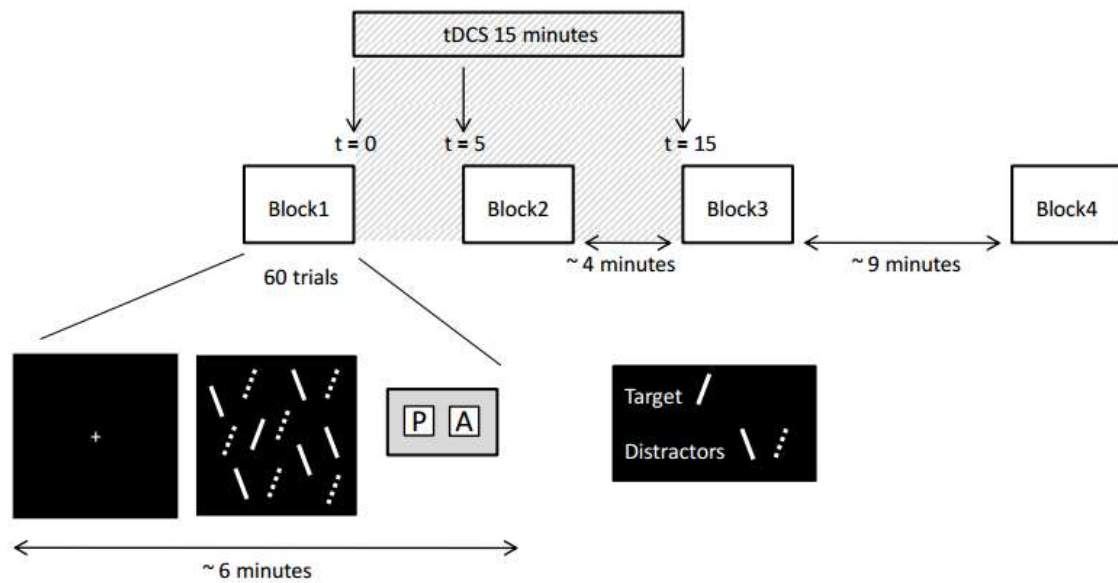 tDCS 15 minutes
t = 0
t = 5
t = 15
Block1
Block2
Block3
Block4
~ 4 minutes
~ 9 minutes
60 trials
+
P A
Target
Distractors
~ 6 minutes